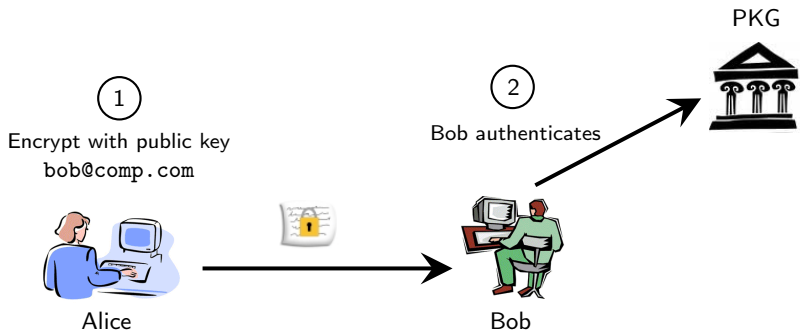 PKG
1
Encrypt with public key
bob@comp.com
2
Bob authenticates
Alice
Bob